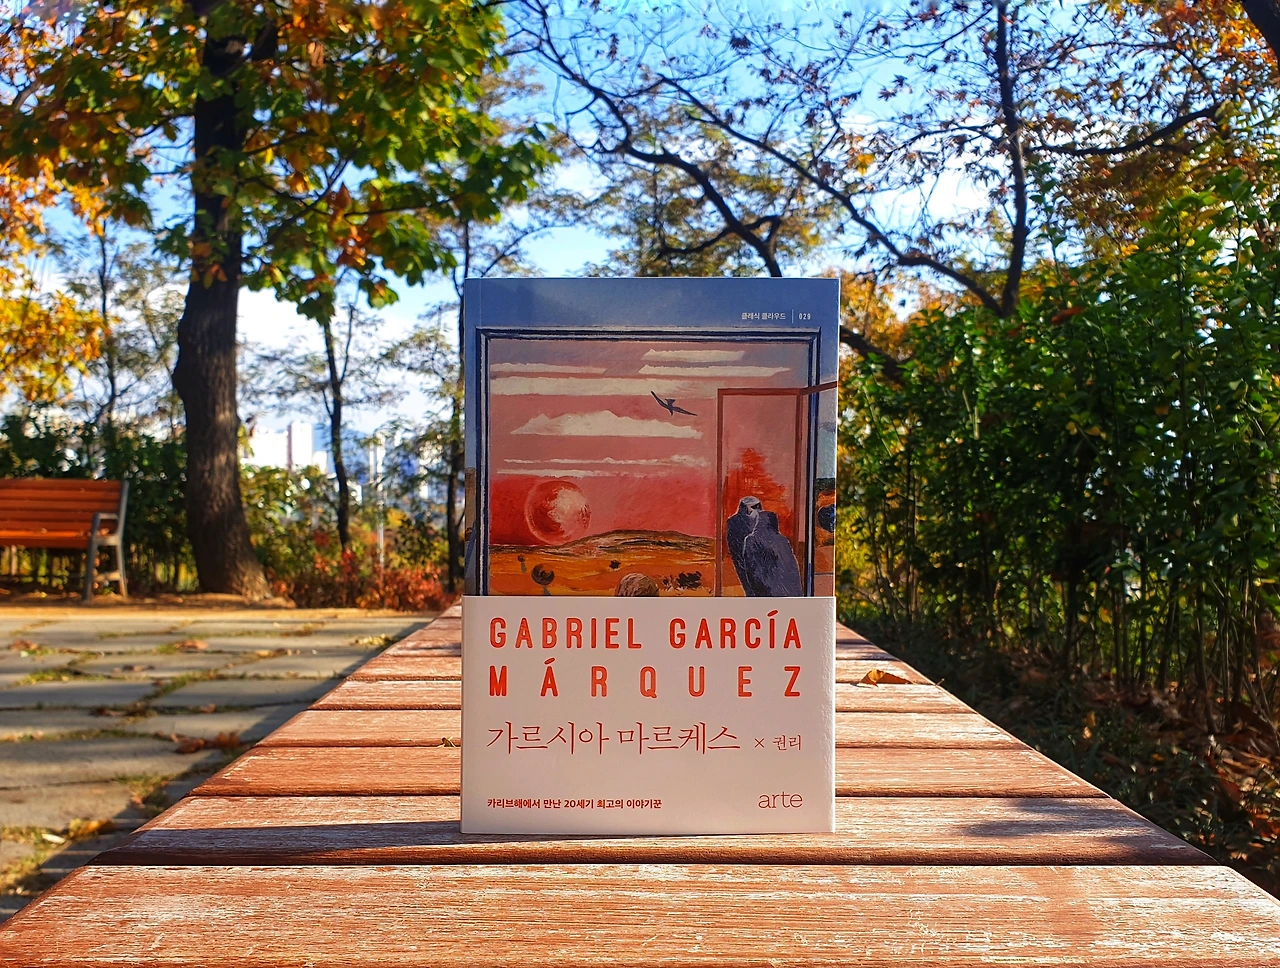 클래식 클라우드 | 029
GABRIEL GARCÍA
MÁRQUEZ
가르시아 마르케스 × 권리
카리브해에서 만난 20세기 최고의 이야기꾼
arte